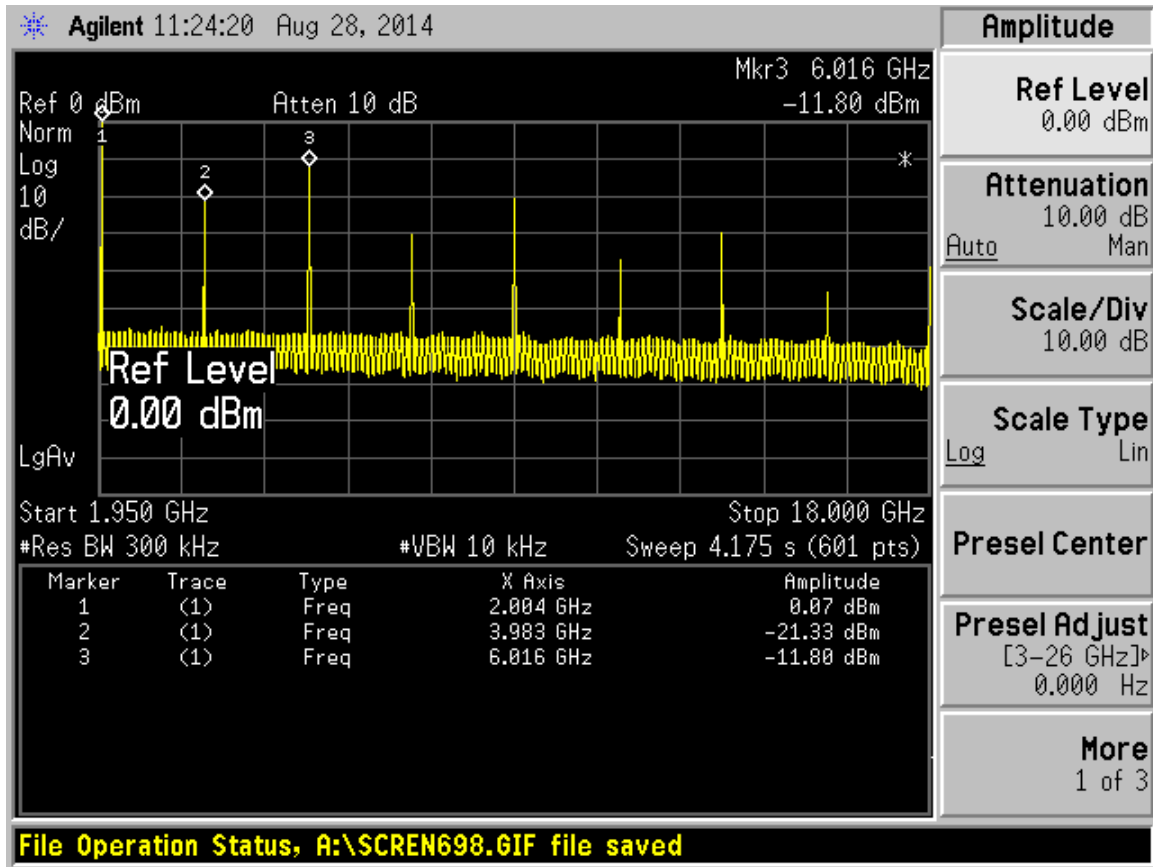 Agilent 11:24:20 Aug 28, 2014
Mkr3 6.016 GHz
Ref 0 dBm Atten 10 dB -11.80 dBm
Norm
Log
10
dB/
1
2
3
*
Ref Level
0.00 dBm
LgAv
Start 1.950 GHz Stop 18.000 GHz
#Res BW 300 kHz #VBW 10 kHz Sweep 4.175 s (601 pts)
Marker Trace Type X Axis Amplitude
1 (1) Freq 2.004 GHz 0.07 dBm
2 (1) Freq 3.983 GHz -21.33 dBm
3 (1) Freq 6.016 GHz -11.80 dBm
File Operation Status, A:\SCREN698.GIF file saved
Amplitude
Ref Level
0.00 dBm
Attenuation
10.00 dB
Auto Man
Scale/Div
10.00 dB
Scale Type
Log Lin
Presel Center
Presel Adjust
[3-26 GHz]
0.000 Hz
More
1 of 3